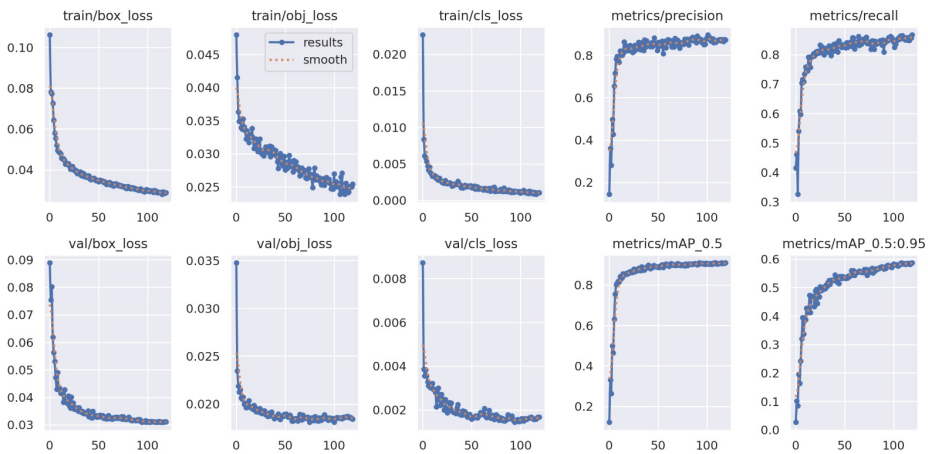 train/box_loss
train/obj_loss
train/cls_loss
metrics/precision
metrics/recall
0.10
0.08
0.06
0.04
0.045
0.040
0.035
0.030
0.025
results
smooth
0.020
0.015
0.010
0.005
0.000
0.8
0.6
0.4
0.2
0.9
0.8
0.7
0.6
0.5
0.4
0.3
0 50 100
0 50 100
0 50 100
0 50 100
0 50 100
val/box_loss
val/obj_loss
val/cls_loss
metrics/mAP_0.5
metrics/mAP_0.5:0.95
0.09
0.08
0.07
0.06
0.05
0.04
0.03
0.035
0.030
0.025
0.020
0.008
0.006
0.004
0.002
0.8
0.6
0.4
0.2
0.6
0.5
0.4
0.3
0.2
0.1
0.0
0 50 100
0 50 100
0 50 100
0 50 100
0 50 100